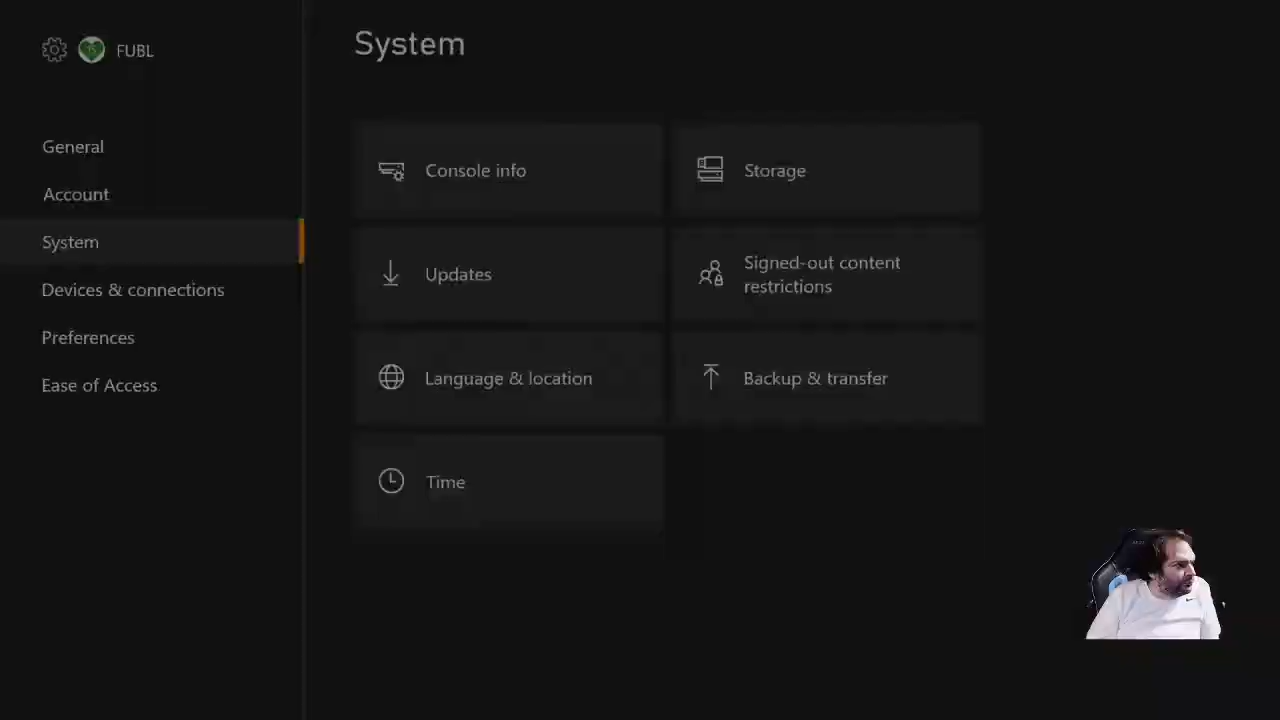 FUBL
General
Account
System
Devices & connections
Preferences
Ease of Access
System
Console info
Storage
Updates
Signed-out content
restrictions
Language & location
Backup & transfer
Time